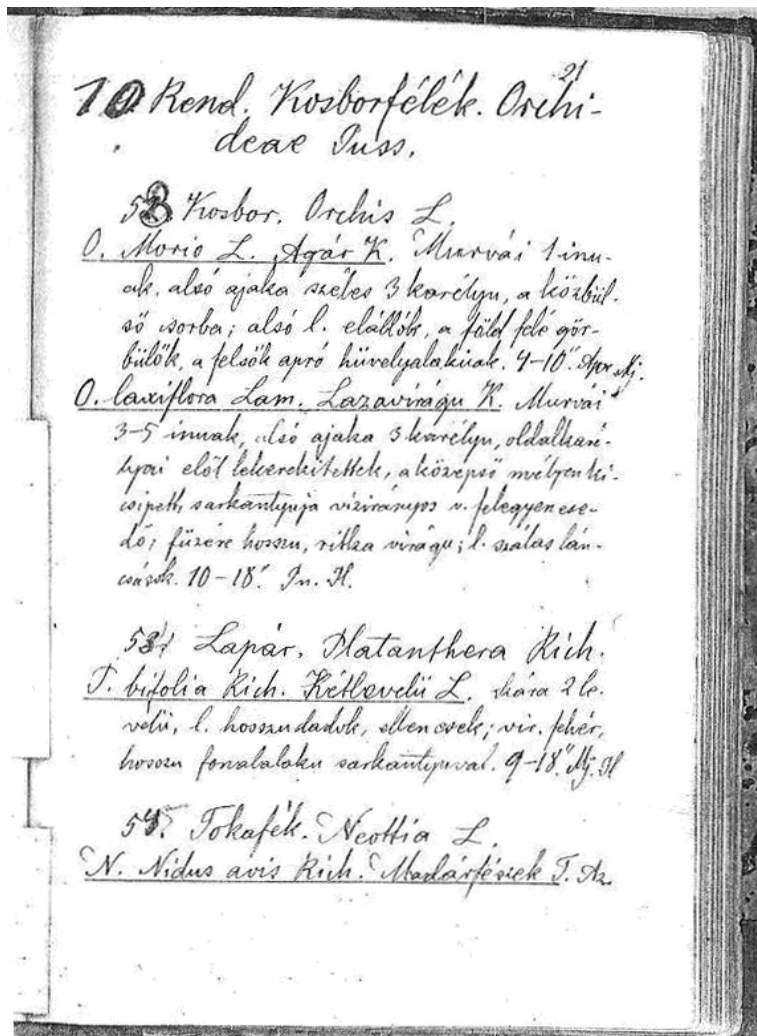 21
10. Rend. Kosborfélék. Orchi-
deae Juss.
53. Kosbor. Orchis L.
O. Morio L. Agár K. Murvái 1 inu-
ak, alsó ajaka széles 3 karélyu, a közbül-
ső csorba; alsó l. elállók, a föld felé gör-
bülők, a felsők apró hüvelyalakúak. 4-10". Apr. Mj.
O. laxiflora Lam. Lazavirágu K. Murvái
3-5 inuak, alsó ajaka 3 karélyu, oldalkaré-
lyai elől lekerekitettek, a középső mélyen ki-
csipett, sarkantyuja vizirányos v. felegyenese-
dő; füzére hosszu, ritka virágu; l. szálas lán-
csások. 10-18". Jn. Jl.
Lapár. Platanthera Rich.
P. bifolia Rich. Kétlevelü L. szára 2 le-
velü, l. hosszudadok, ellenesek; vir. fehér,
hosszu fonalalaku sarkantyuval. 9-18". Mj. Jl
Tokafék. Neottia L.
N. Nidus avis Rich. Madárfészek T. Az.